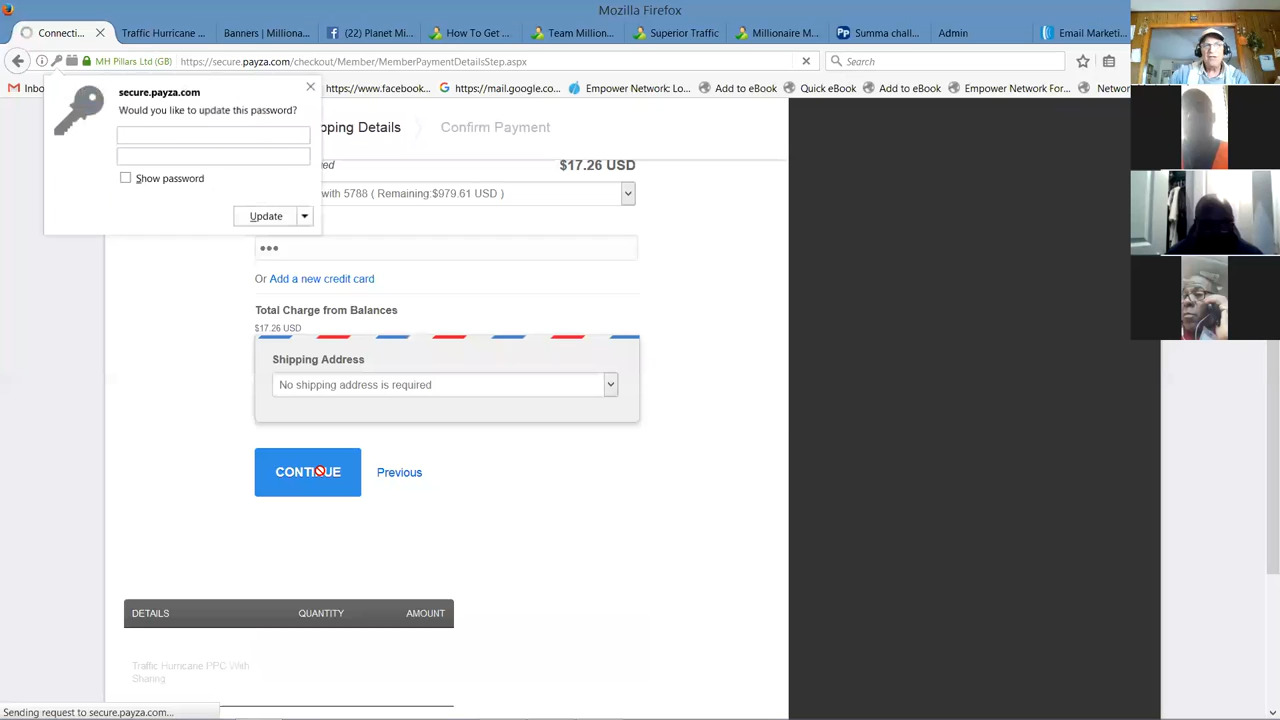 Mozilla Firefox
Connecti...
Traffic Hurricane ...
Banners | Milliona...
(22) Planet Mi...
How To Get ...
Team Million...
Superior Traffic
Millionaire M...
Summa chall...
Admin
Email Marketi...
MH Pillars Ltd (GB)
https://secure.payza.com/checkout/Member/MemberPaymentDetailsStep.aspx
Search
Inbo
https://www.facebook...
https://mail.google.co...
Empower Network: Lo...
Add to eBook
Quick eBook
Add to eBook
Empower Network For...
Netwo
secure.payza.com
Would you like to update this password?
Show password
Update
pping Details
Confirm Payment
$17.26 USD
with 5788 ( Remaining:$979.61 USD )
•••
Or Add a new credit card
Total Charge from Balances
$17.26 USD
Shipping Address
No shipping address is required
CONTINUE
Previous
DETAILS QUANTITY AMOUNT
Traffic Hurricane PPC With
Sharing
Sending request to secure.payza.com...